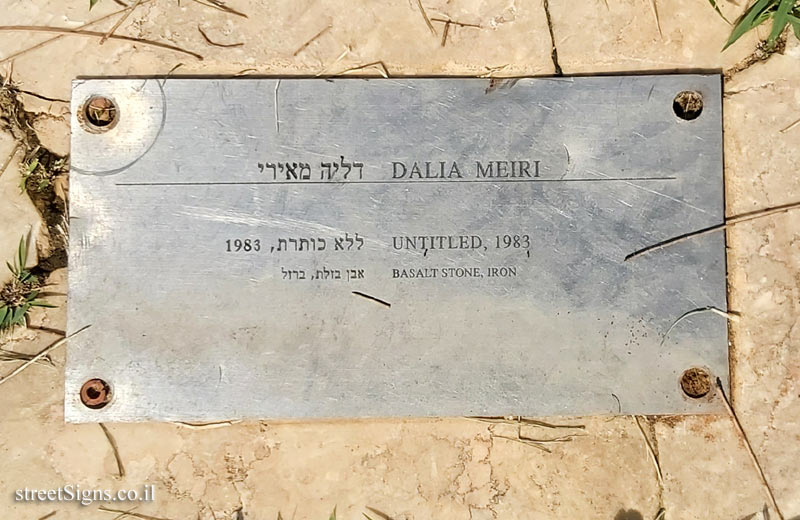 דליה מאירי DALIA MEIRI
ללא כותרת, 1983 UNTITLED, 1983
אבן בזלת, ברזל BASALT STONE, IRON
streetSigns.co.il